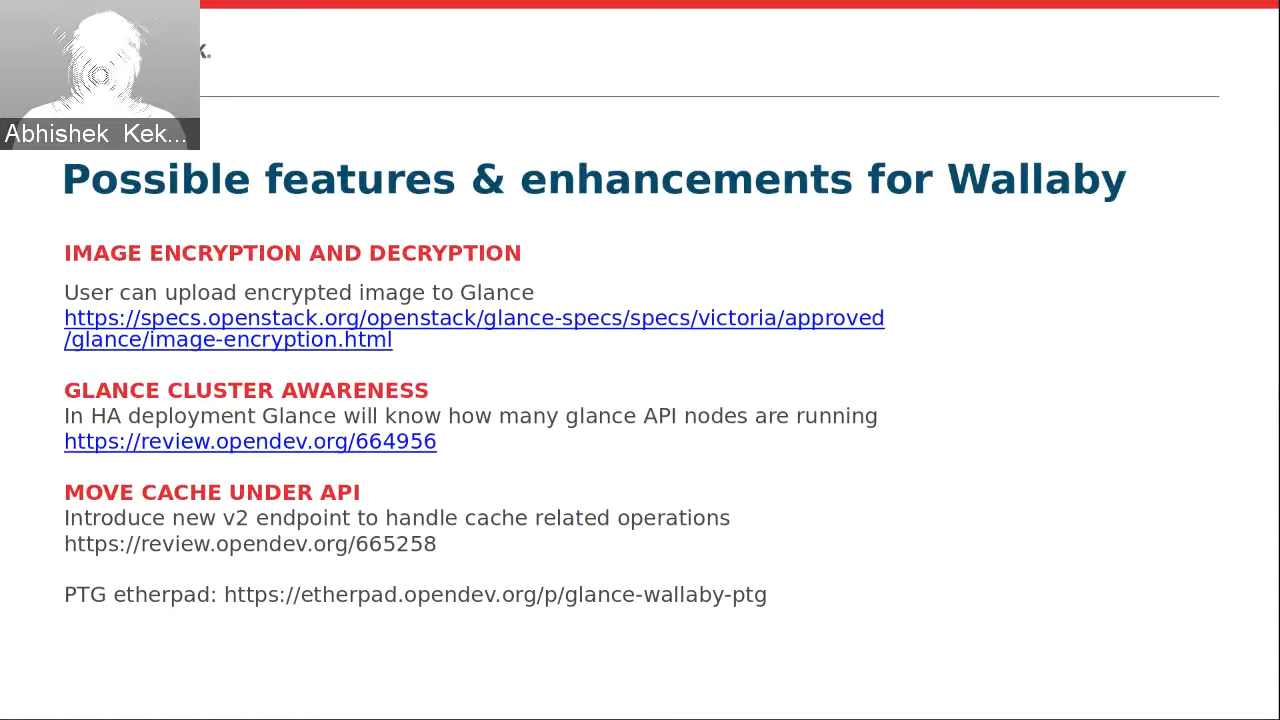 k.
Abhishek Kek...
Possible features & enhancements for Wallaby
IMAGE ENCRYPTION AND DECRYPTION
User can upload encrypted image to Glance
https://specs.openstack.org/openstack/glance-specs/specs/victoria/approved
/glance/image-encryption.html
GLANCE CLUSTER AWARENESS
In HA deployment Glance will know how many glance API nodes are running
https://review.opendev.org/664956
MOVE CACHE UNDER API
Introduce new v2 endpoint to handle cache related operations
https://review.opendev.org/665258
PTG etherpad: https://etherpad.opendev.org/p/glance-wallaby-ptg